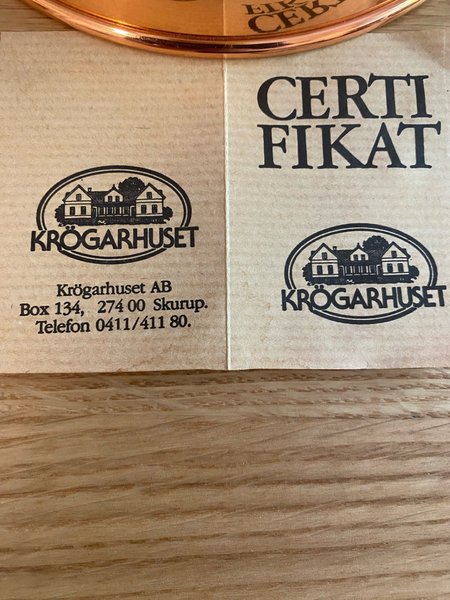 KRÖGARHUSET
Krögarhuset AB
Box 134, 274 00 Skurup.
Telefon 0411/411 80.
CERTI
FIKAT
KRÖGARHUSET